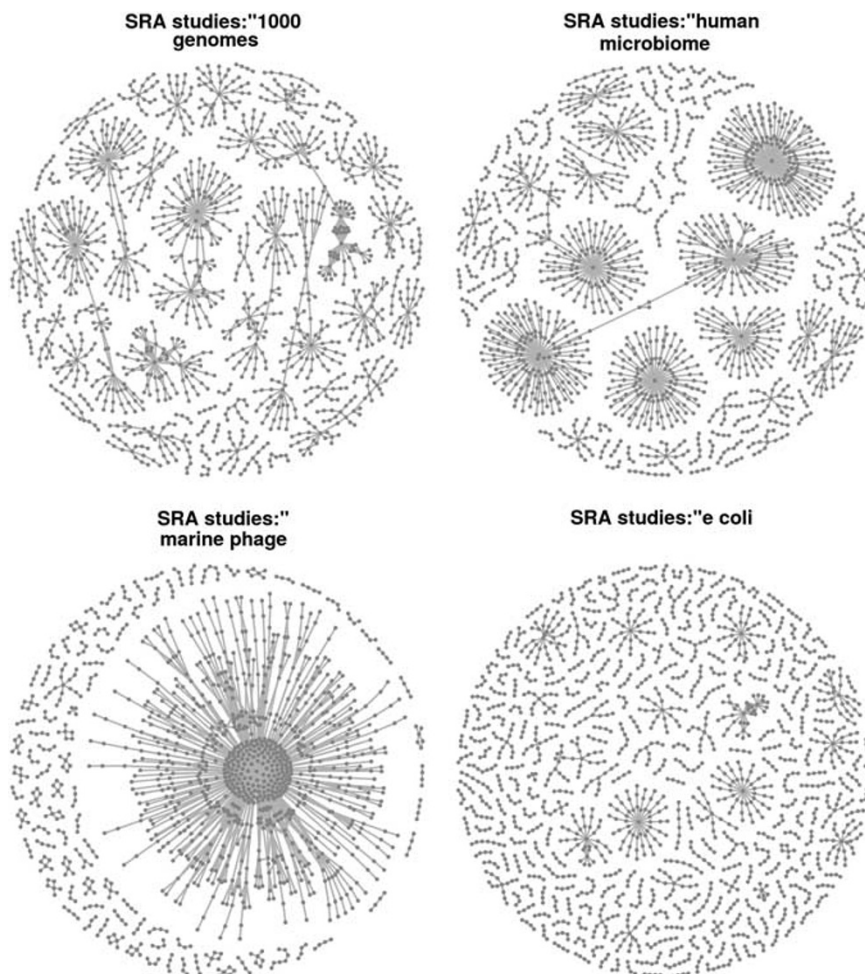 SRA studies:"1000
genomes
SRA studies:"human
microbiome
SRA studies:"
marine phage
SRA studies:"e coli